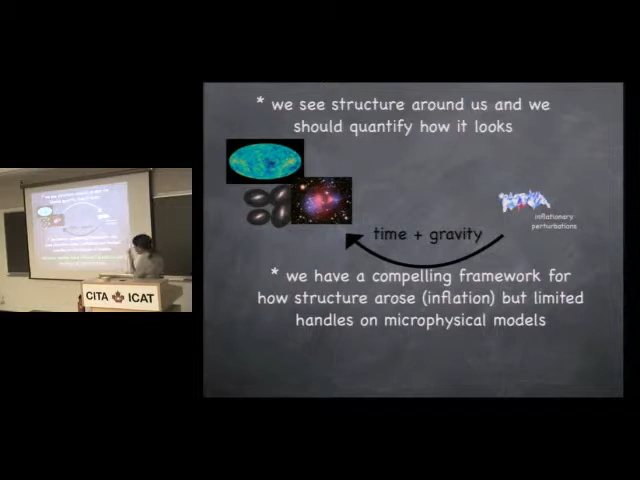 * we see structure around us and we
should quantify how it looks
inflationary
perturbations
time + gravity
* we have a compelling framework for
how structure arose (inflation) but limited
handles on microphysical models
CITA ICAT